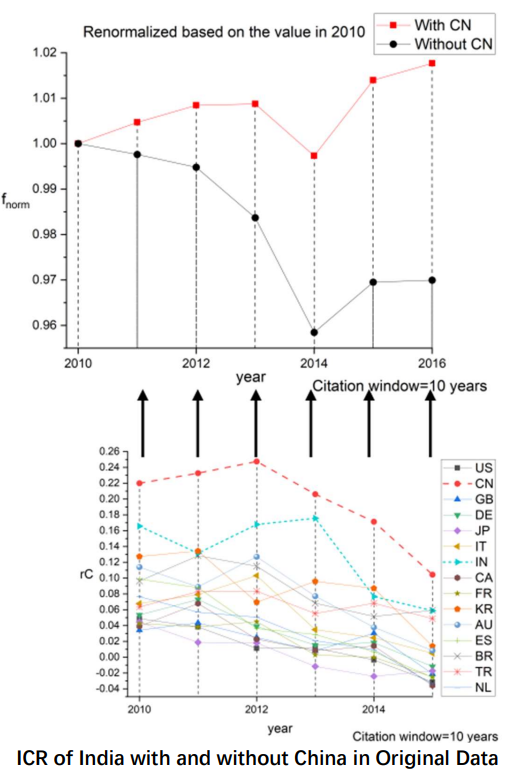 Renormalized based on the value in 2010
With CN
Without CN
1.02
1.01
1.00
0.99
0.98
0.97
0.96
fnorm
2010
2012
2014
2016
year
Citation window=10 years
0.26
0.24
0.22
0.20
0.18
0.16
0.14
0.12
0.10
0.08
0.06
0.04
0.02
0.00
-0.02
-0.04
rC
US
CN
GB
DE
JP
IT
IN
CA
FR
KR
AU
ES
BR
TR
NL
2010
2012
2014
year
Citation window=10 years
ICR of India with and without China in Original Data